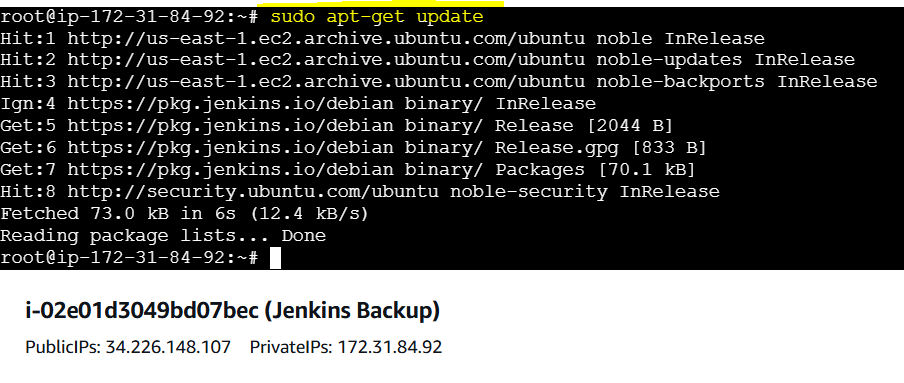 root@ip-172-31-84-92:~# sudo apt-get update
Hit:1 http://us-east-1.ec2.archive.ubuntu.com/ubuntu noble InRelease
Hit:2 http://us-east-1.ec2.archive.ubuntu.com/ubuntu noble-updates InRelease
Hit:3 http://us-east-1.ec2.archive.ubuntu.com/ubuntu noble-backports InRelease
Ign:4 https://pkg.jenkins.io/debian binary/ InRelease
Get:5 https://pkg.jenkins.io/debian binary/ Release [2044 B]
Get:6 https://pkg.jenkins.io/debian binary/ Release.gpg [833 B]
Get:7 https://pkg.jenkins.io/debian binary/ Packages [70.1 kB]
Hit:8 http://security.ubuntu.com/ubuntu noble-security InRelease
Fetched 73.0 kB in 6s (12.4 kB/s)
Reading package lists... Done
root@ip-172-31-84-92:~#
i-02e01d3049bd07bec (Jenkins Backup)
PublicIPs: 34.226.148.107 PrivateIPs: 172.31.84.92